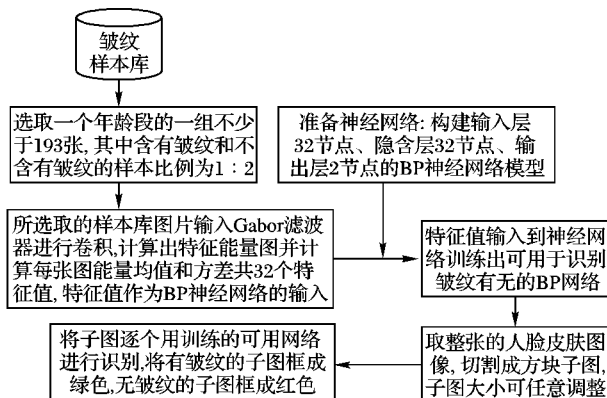 皱纹
样本库
选取一个年龄段的一组不少
于193张, 其中含有皱纹和不
含有皱纹的样本比例为1：2
准备神经网络: 构建输入层
32节点、隐含层32节点、输
出层2节点的BP神经网络模型
所选取的样本库图片输入Gabor滤波
器进行卷积,计算出特征能量图并计
算每张图能量均值和方差共32个特
征值, 特征值作为BP神经网络的输入
特征值输入到神经网
络训练出可用于识别
皱纹有无的BP网络
取整张的人脸皮肤图
像, 切割成方块子图,
子图大小可任意调整
将子图逐个用训练的可用网络
进行识别,将有皱纹的子图框成
绿色,无皱纹的子图框成红色